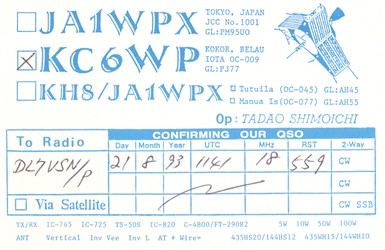 JA1WPX TOKYO, JAPAN
JCC No.1001
GL:PM95UO
KC6WP KOROR, BELAU
IOTA OC-009
GL:PJ77
KH8/JA1WPX Tutuila (OC-045) GL:AH45
Manua Is(OC-077) GL:AH55
Op: TADAO SHIMOICHI
To Radio CONFIRMING OUR QSO
Day Month Year UTC MHz RST 2-Way
DL7VSN/P 21 8 93 1141 18 559 CW
CW
Via Satellite CW SSB
TX/RX IC-765 IC-725 TS-50S IC-820 C-4800/FT-290R2 5W 10W 50W 100W
ANT Vertical Inv Vee Inv L AT + Wire= 435HS20/144HS12 435WH15/144WH10